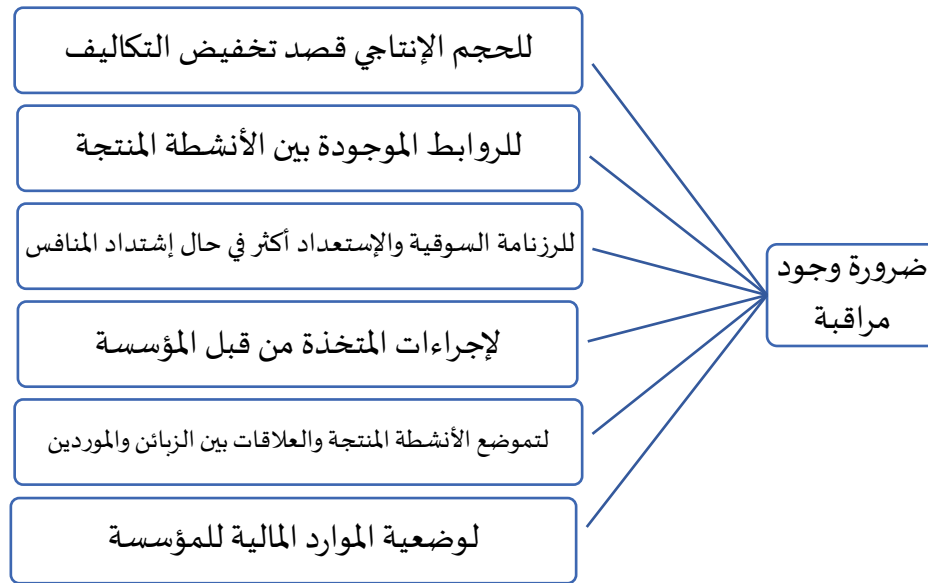 ضرورة وجود
مراقبة
للحجم الإنتاجي قصد تخفيض التكاليف
للروابط الموجودة بين الأنشطة المنتجة
للرزنامة السوقية والإستعداد أكثر في حال إشتداد المنافس
لإجراءات المتخذة من قبل المؤسسة
لتموضع الأنشطة المنتجة والعلاقات بين الزبائن والموردين
لوضعية الموارد المالية للمؤسسة